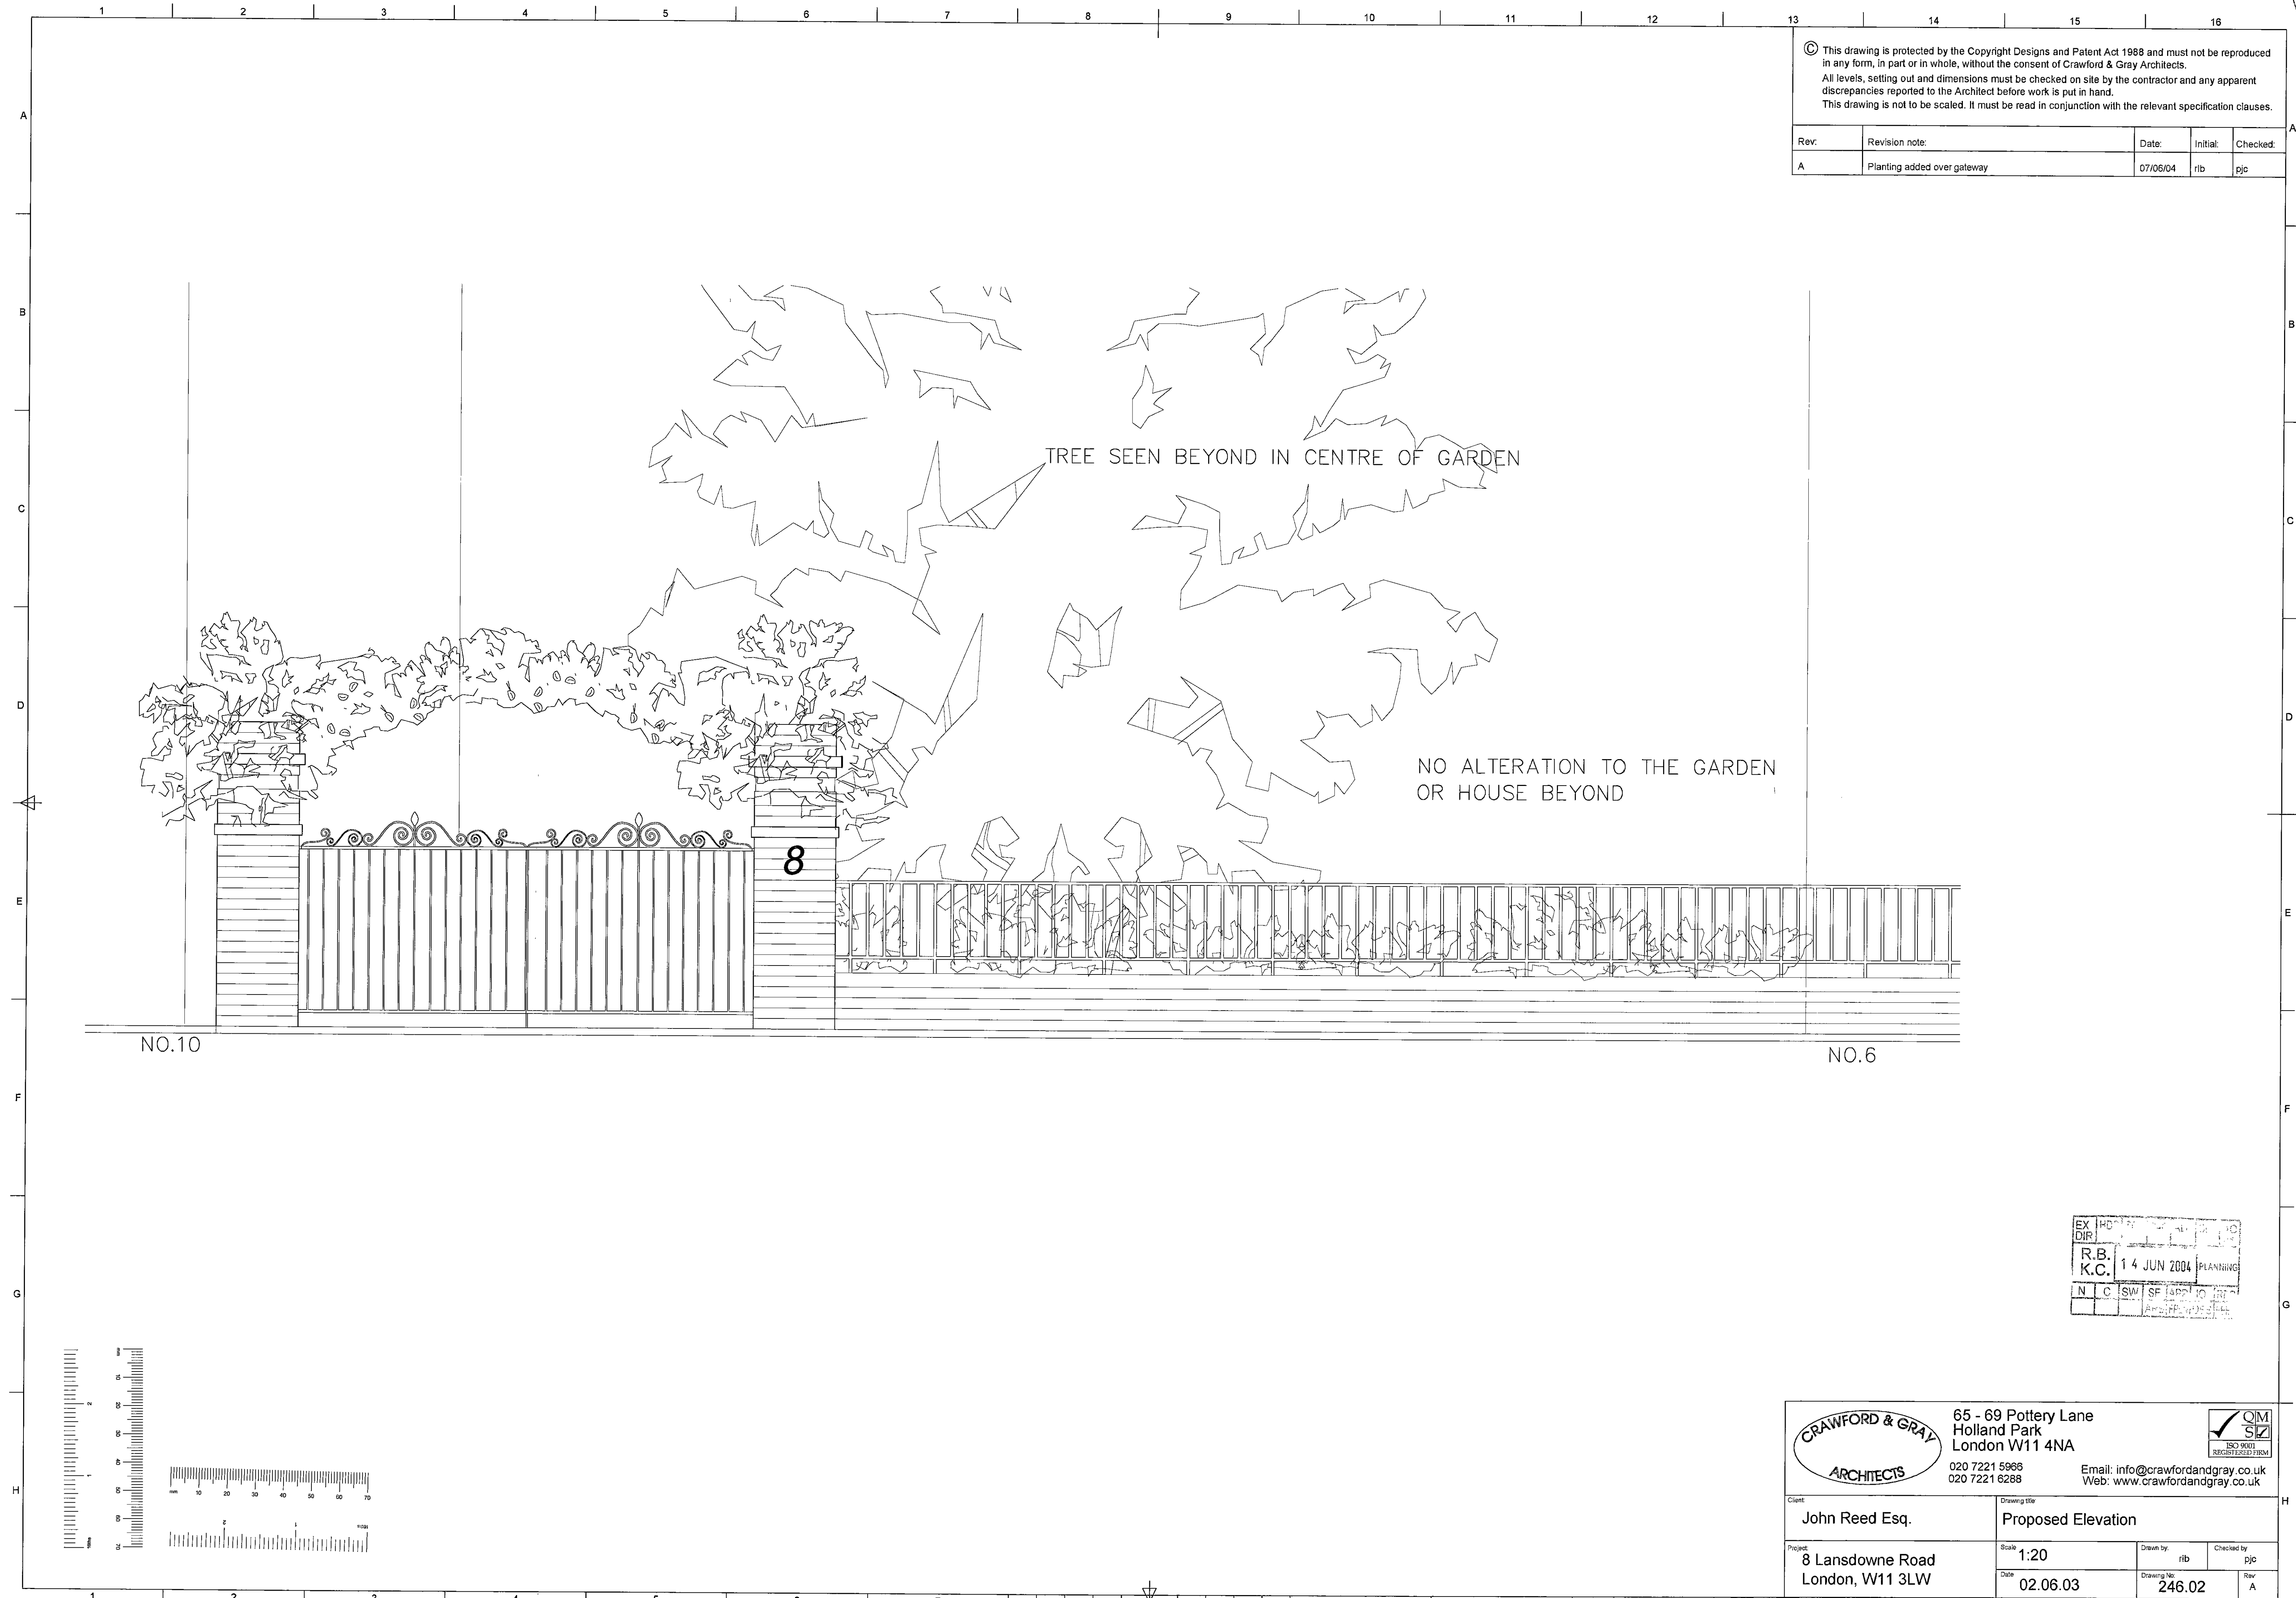 1 2 3 4 5 6 7 8 9 10 11 12 13 14 15 16
© This drawing is protected by the Copyright Designs and Patent Act 1988 and must not be reproduced
in any form, in part or in whole, without the consent of Crawford & Gray Architects.
All levels, setting out and dimensions must be checked on site by the contractor and any apparent
discrepancies reported to the Architect before work is put in hand.
This drawing is not to be scaled. It must be read in conjunction with the relevant specification clauses.
Rev: Revision note: Date: Initial: Checked:
A Planting added over gateway 07/06/04 rlb pjc
A A
B B
C C
D D
E E
F F
G G
H H
TREE SEEN BEYOND IN CENTRE OF GARDEN
NO ALTERATION TO THE GARDEN
OR HOUSE BEYOND
8
NO.10
NO.6
EX
DIR
R.B.
K.C. 14 JUN 2004 PLANNING
N C SW SE
mm 10 20 30 40 50 60 70
2 1
CRAWFORD & GRAY
ARCHITECTS
65 - 69 Pottery Lane
Holland Park
London W11 4NA
020 7221 5966
020 7221 6288
Email: info@crawfordandgray.co.uk
Web: www.crawfordandgray.co.uk
QM
S
ISO 9001
REGISTERED FIRM
Client:
John Reed Esq.
Drawing title:
Proposed Elevation
Project:
8 Lansdowne Road
London, W11 3LW
Scale 1:20
Drawn by: rlb
Checked by pjc
Date 02.06.03
Drawing No: 246.02
Rev: A